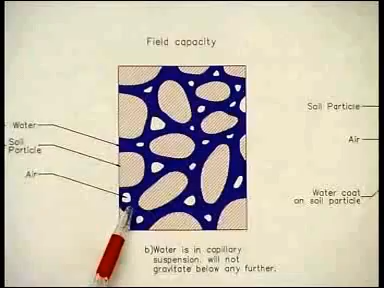 Field capacity
Water
Soil
Particle
Air
Soil Particle
Air
Water coat
on soil particle
b)Water is in capillary
suspension, will not
gravitate below any further.